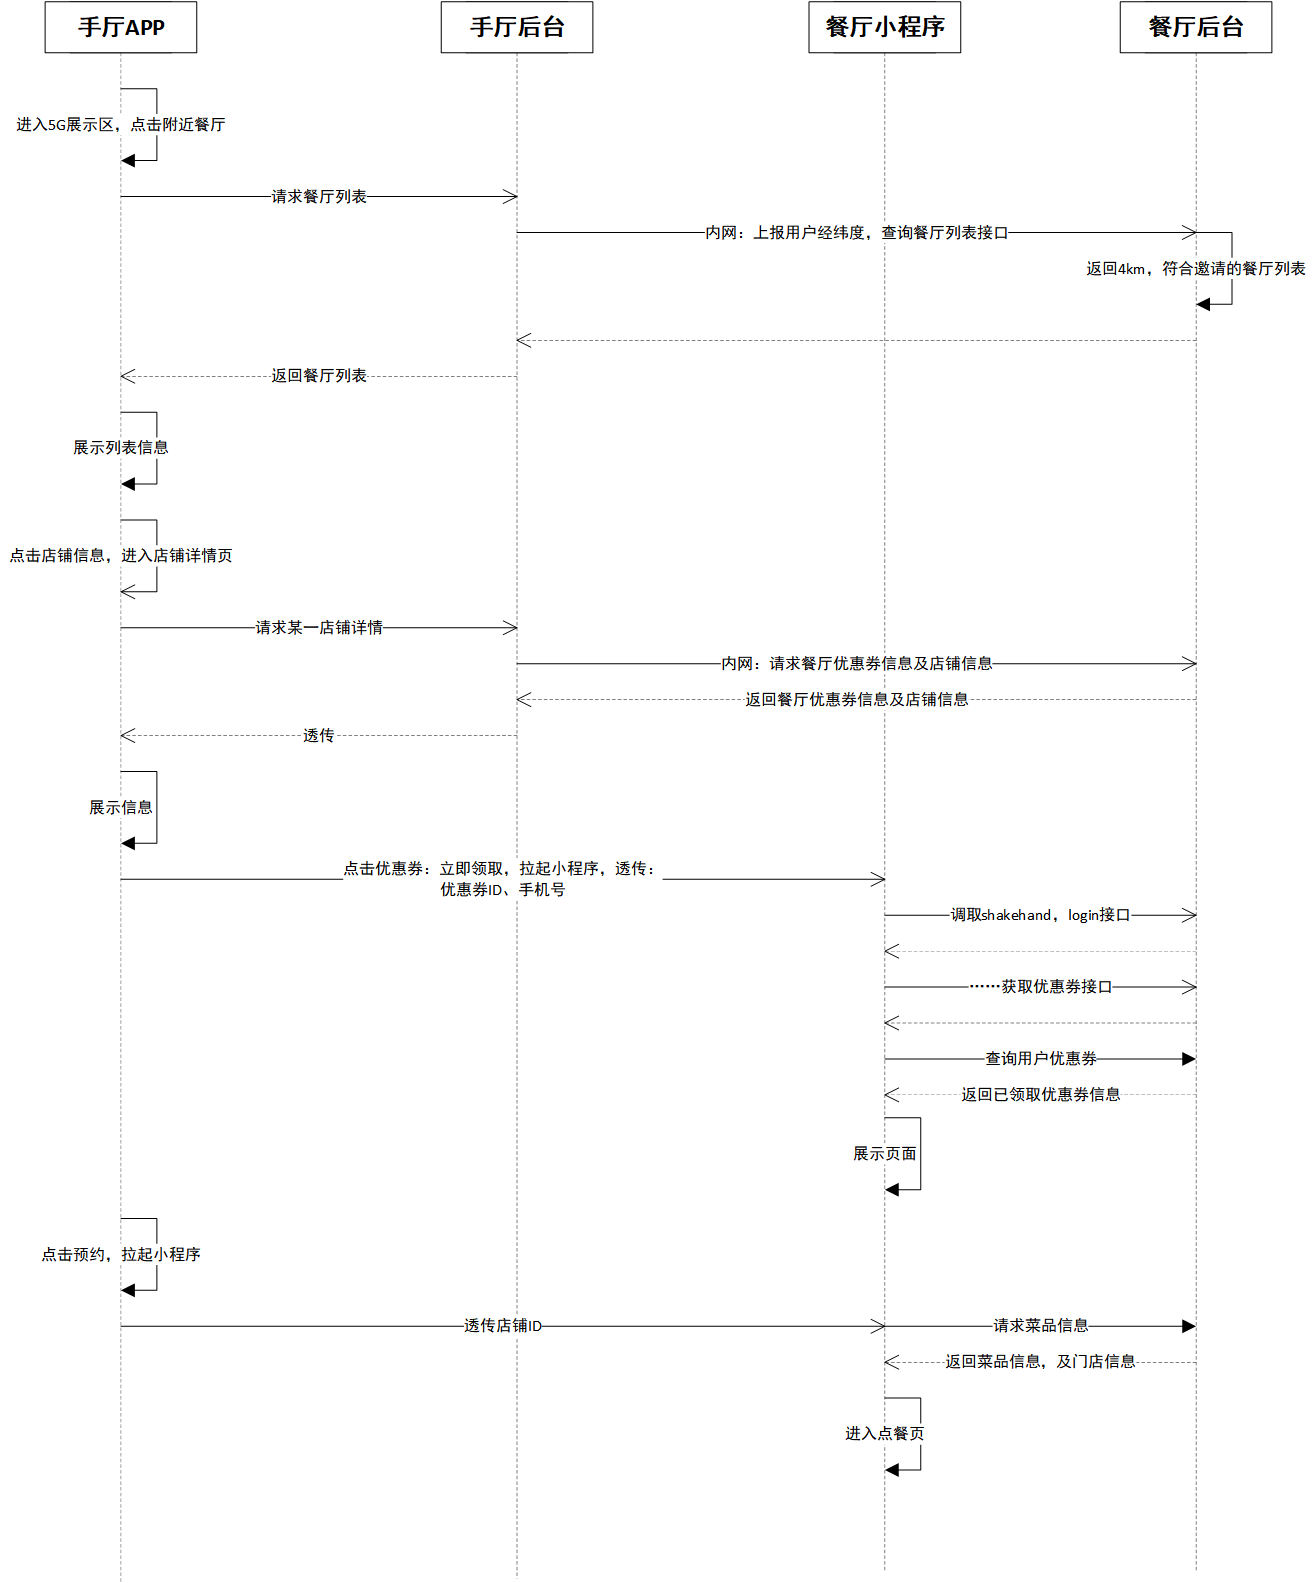 手厅APP
手厅后台
餐厅小程序
餐厅后台
进入5G展示区，点击附近餐厅
请求餐厅列表
内网：上报用户经纬度，查询餐厅列表接口
返回4km，符合邀请的餐厅列表
返回餐厅列表
展示列表信息
点击店铺信息，进入店铺详情页
请求某一店铺详情
内网：请求餐厅优惠券信息及店铺信息
返回餐厅优惠券信息及店铺信息
透传
展示信息
点击优惠券：立即领取，拉起小程序，透传：
优惠券ID、手机号
调取shakehand，login接口
……获取优惠券接口
查询用户优惠券
返回已领取优惠券信息
展示页面
点击预约，拉起小程序
透传店铺ID
请求菜品信息
返回菜品信息，及门店信息
进入点餐页